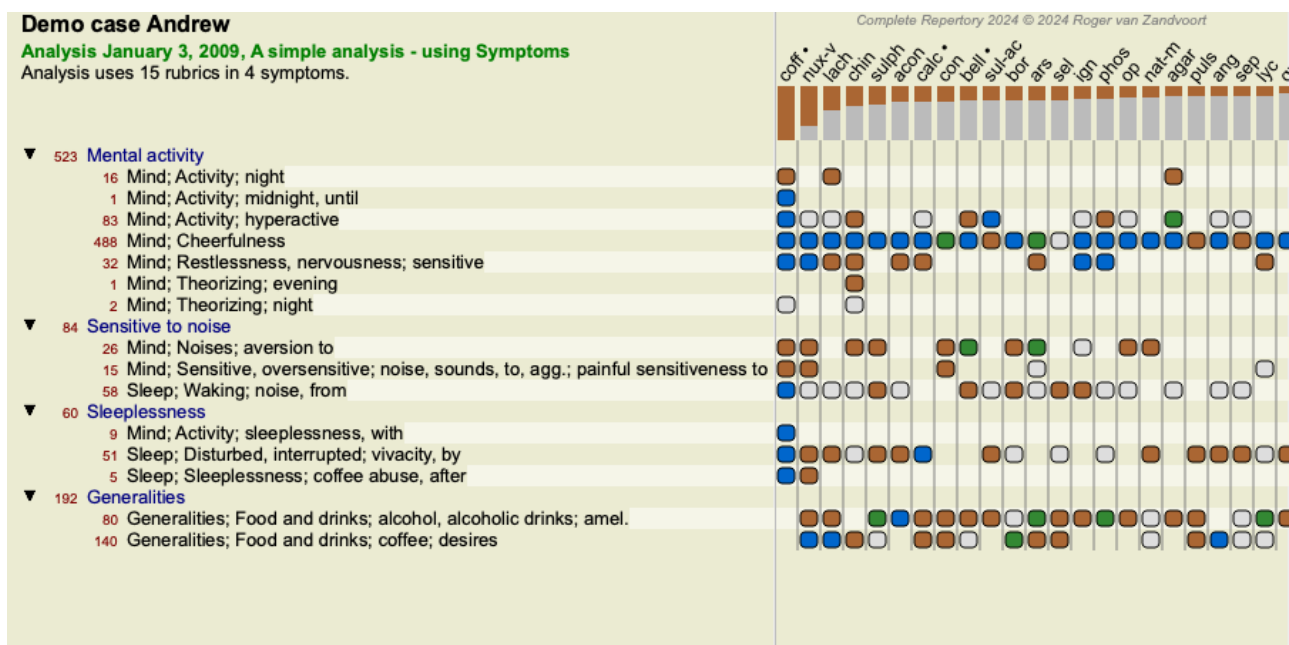 Demo case Andrew
Complete Repertory 2024 © 2024 Roger van Zandvoort
Analysis January 3, 2009, A simple analysis - using Symptoms
Analysis uses 15 rubrics in 4 symptoms.
coff • nux-v lach chin sulph acon calc • con bell • sul-ac bor ars sel ign phos op nat-m agar puls ang sep lyc
▼ 523 Mental activity
16 Mind; Activity; night
1 Mind; Activity; midnight, until
83 Mind; Activity; hyperactive
488 Mind; Cheerfulness
32 Mind; Restlessness, nervousness; sensitive
1 Mind; Theorizing; evening
2 Mind; Theorizing; night
▼ 84 Sensitive to noise
26 Mind; Noises; aversion to
15 Mind; Sensitive, oversensitive; noise, sounds, to, agg.; painful sensitiveness to
58 Sleep; Waking; noise, from
▼ 60 Sleeplessness
9 Mind; Activity; sleeplessness, with
51 Sleep; Disturbed, interrupted; vivacity, by
5 Sleep; Sleeplessness; coffee abuse, after
▼ 192 Generalities
80 Generalities; Food and drinks; alcohol, alcoholic drinks; amel.
140 Generalities; Food and drinks; coffee; desires